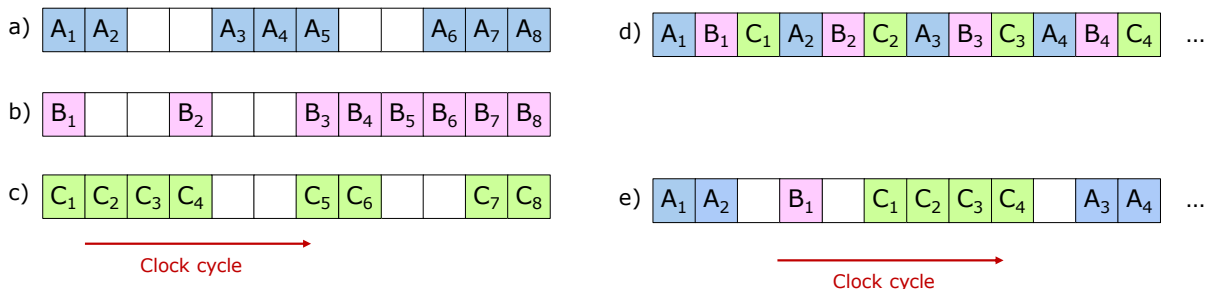 a) A₁ A₂ A₃ A₄ A₅ A₆ A₇ A₈
b) B₁ B₂ B₃ B₄ B₅ B₆ B₇ B₈
c) C₁ C₂ C₃ C₄ C₅ C₆ C₇ C₈
Clock cycle
d) A₁ B₁ C₁ A₂ B₂ C₂ A₃ B₃ C₃ A₄ B₄ C₄ ...
e) A₁ A₂ B₁ C₁ C₂ C₃ C₄ A₃ A₄ ...
Clock cycle